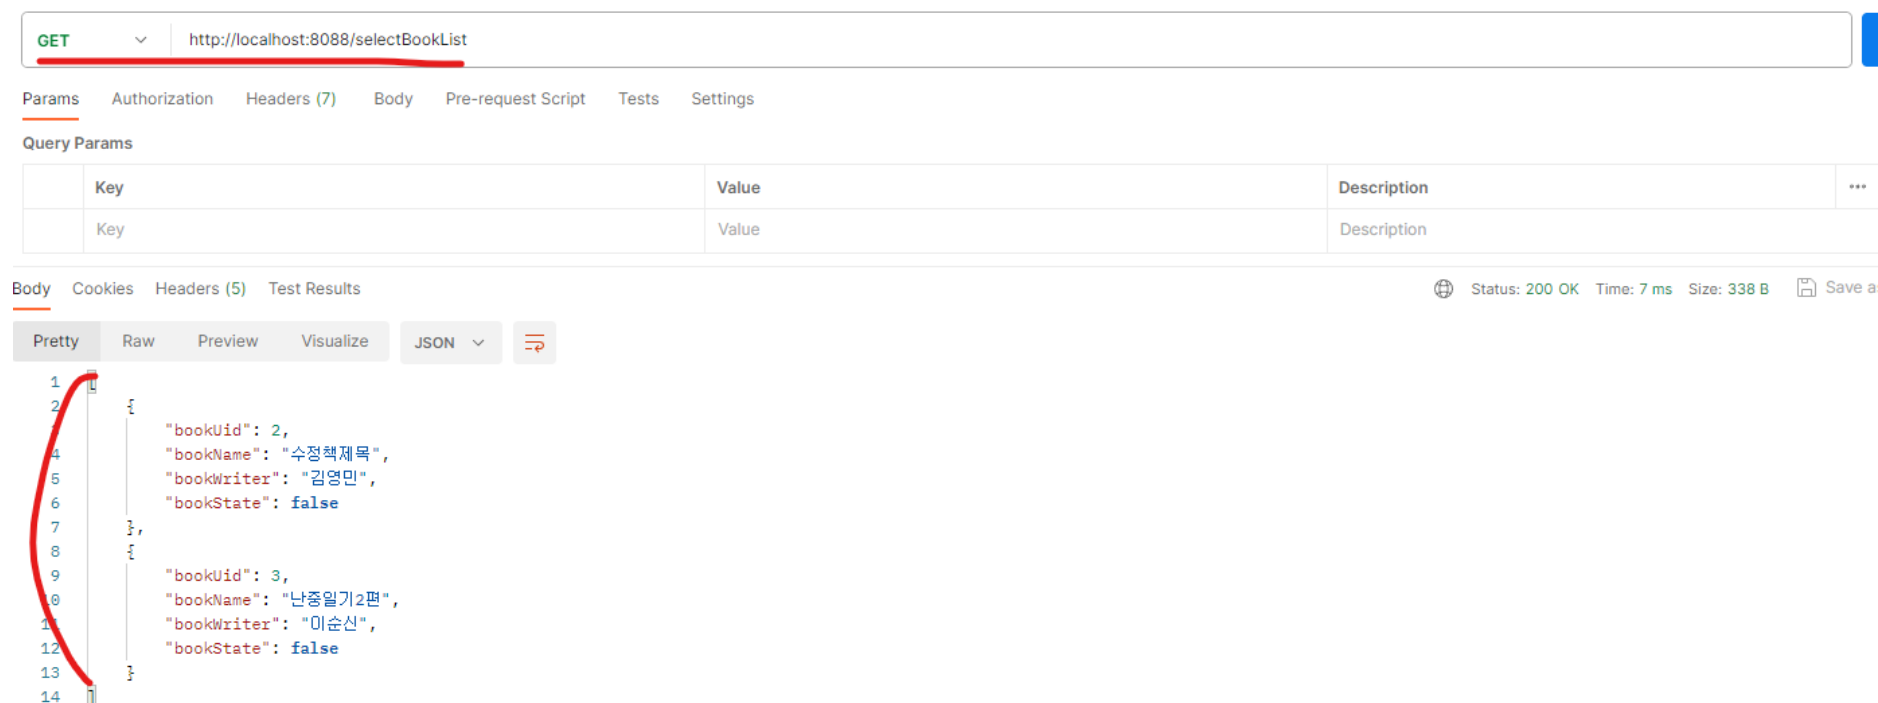 GET http://localhost:8088/selectBookList
Params Authorization Headers (7) Body Pre-request Script Tests Settings
Query Params
Key Value Description
Key Value Description
Body Cookies Headers (5) Test Results Status: 200 OK Time: 7 ms Size: 338 B Save as
Pretty Raw Preview Visualize JSON
1 [
2 {
"bookUid": 2,
4 "bookName": "수정책제목",
5 "bookWriter": "김영민",
6 "bookState": false
7 },
8 {
9 "bookUid": 3,
10 "bookName": "난중일기2편",
11 "bookWriter": "이순신",
12 "bookState": false
13 }
14 ]